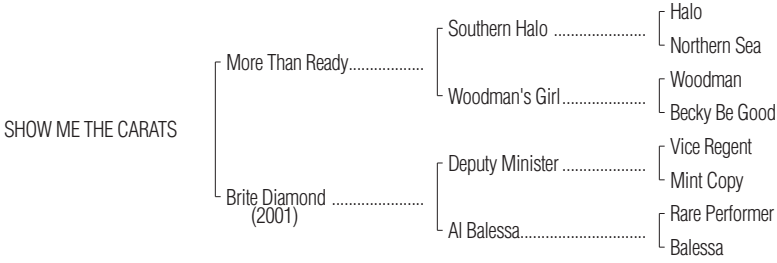 Halo
Southern Halo ......................
Northern Sea
More Than Ready..................
Woodman
Woodman's Girl.....................
Becky Be Good
SHOW ME THE CARATS
Vice Regent
Deputy Minister .....................
Mint Copy
Brite Diamond ......................
(2001)
Rare Performer
Al Balessa...............................
Balessa